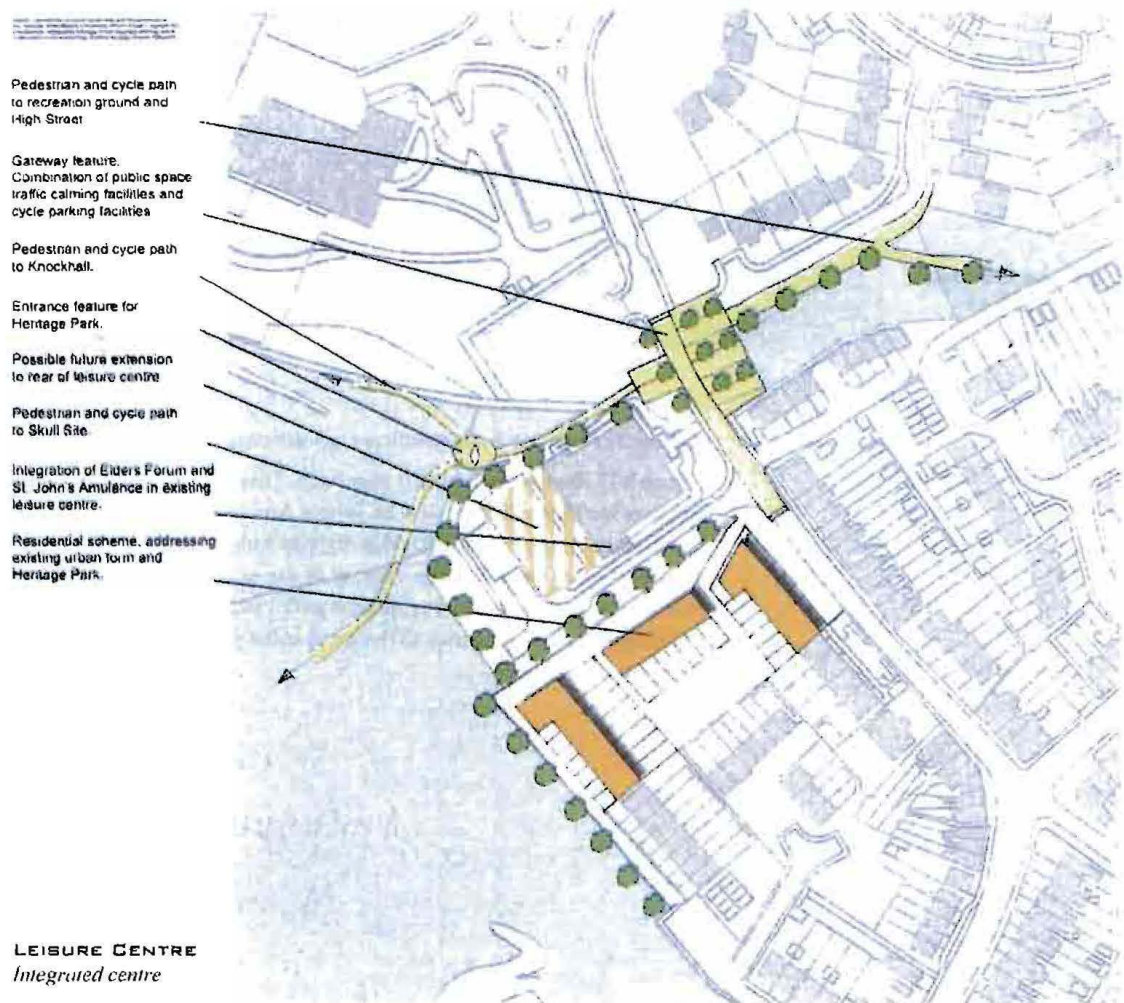 Pedestrian and cycle path
to recreation ground and
High Street
Gateway feature.
Combination of public space
traffic calming facilities and
cycle parking facilities
Pedestrian and cycle path
to Knockhall.
Entrance feature for
Heritage Park.
Possible future extension
to rear of leisure centre
Pedestrian and cycle path
to Skull Site.
Integration of Elders Forum and
St. John's Amulance in existing
leisure centre.
Residential scheme, addressing
existing urban form and
Heritage Park.
LEISURE CENTRE
Integrated centre